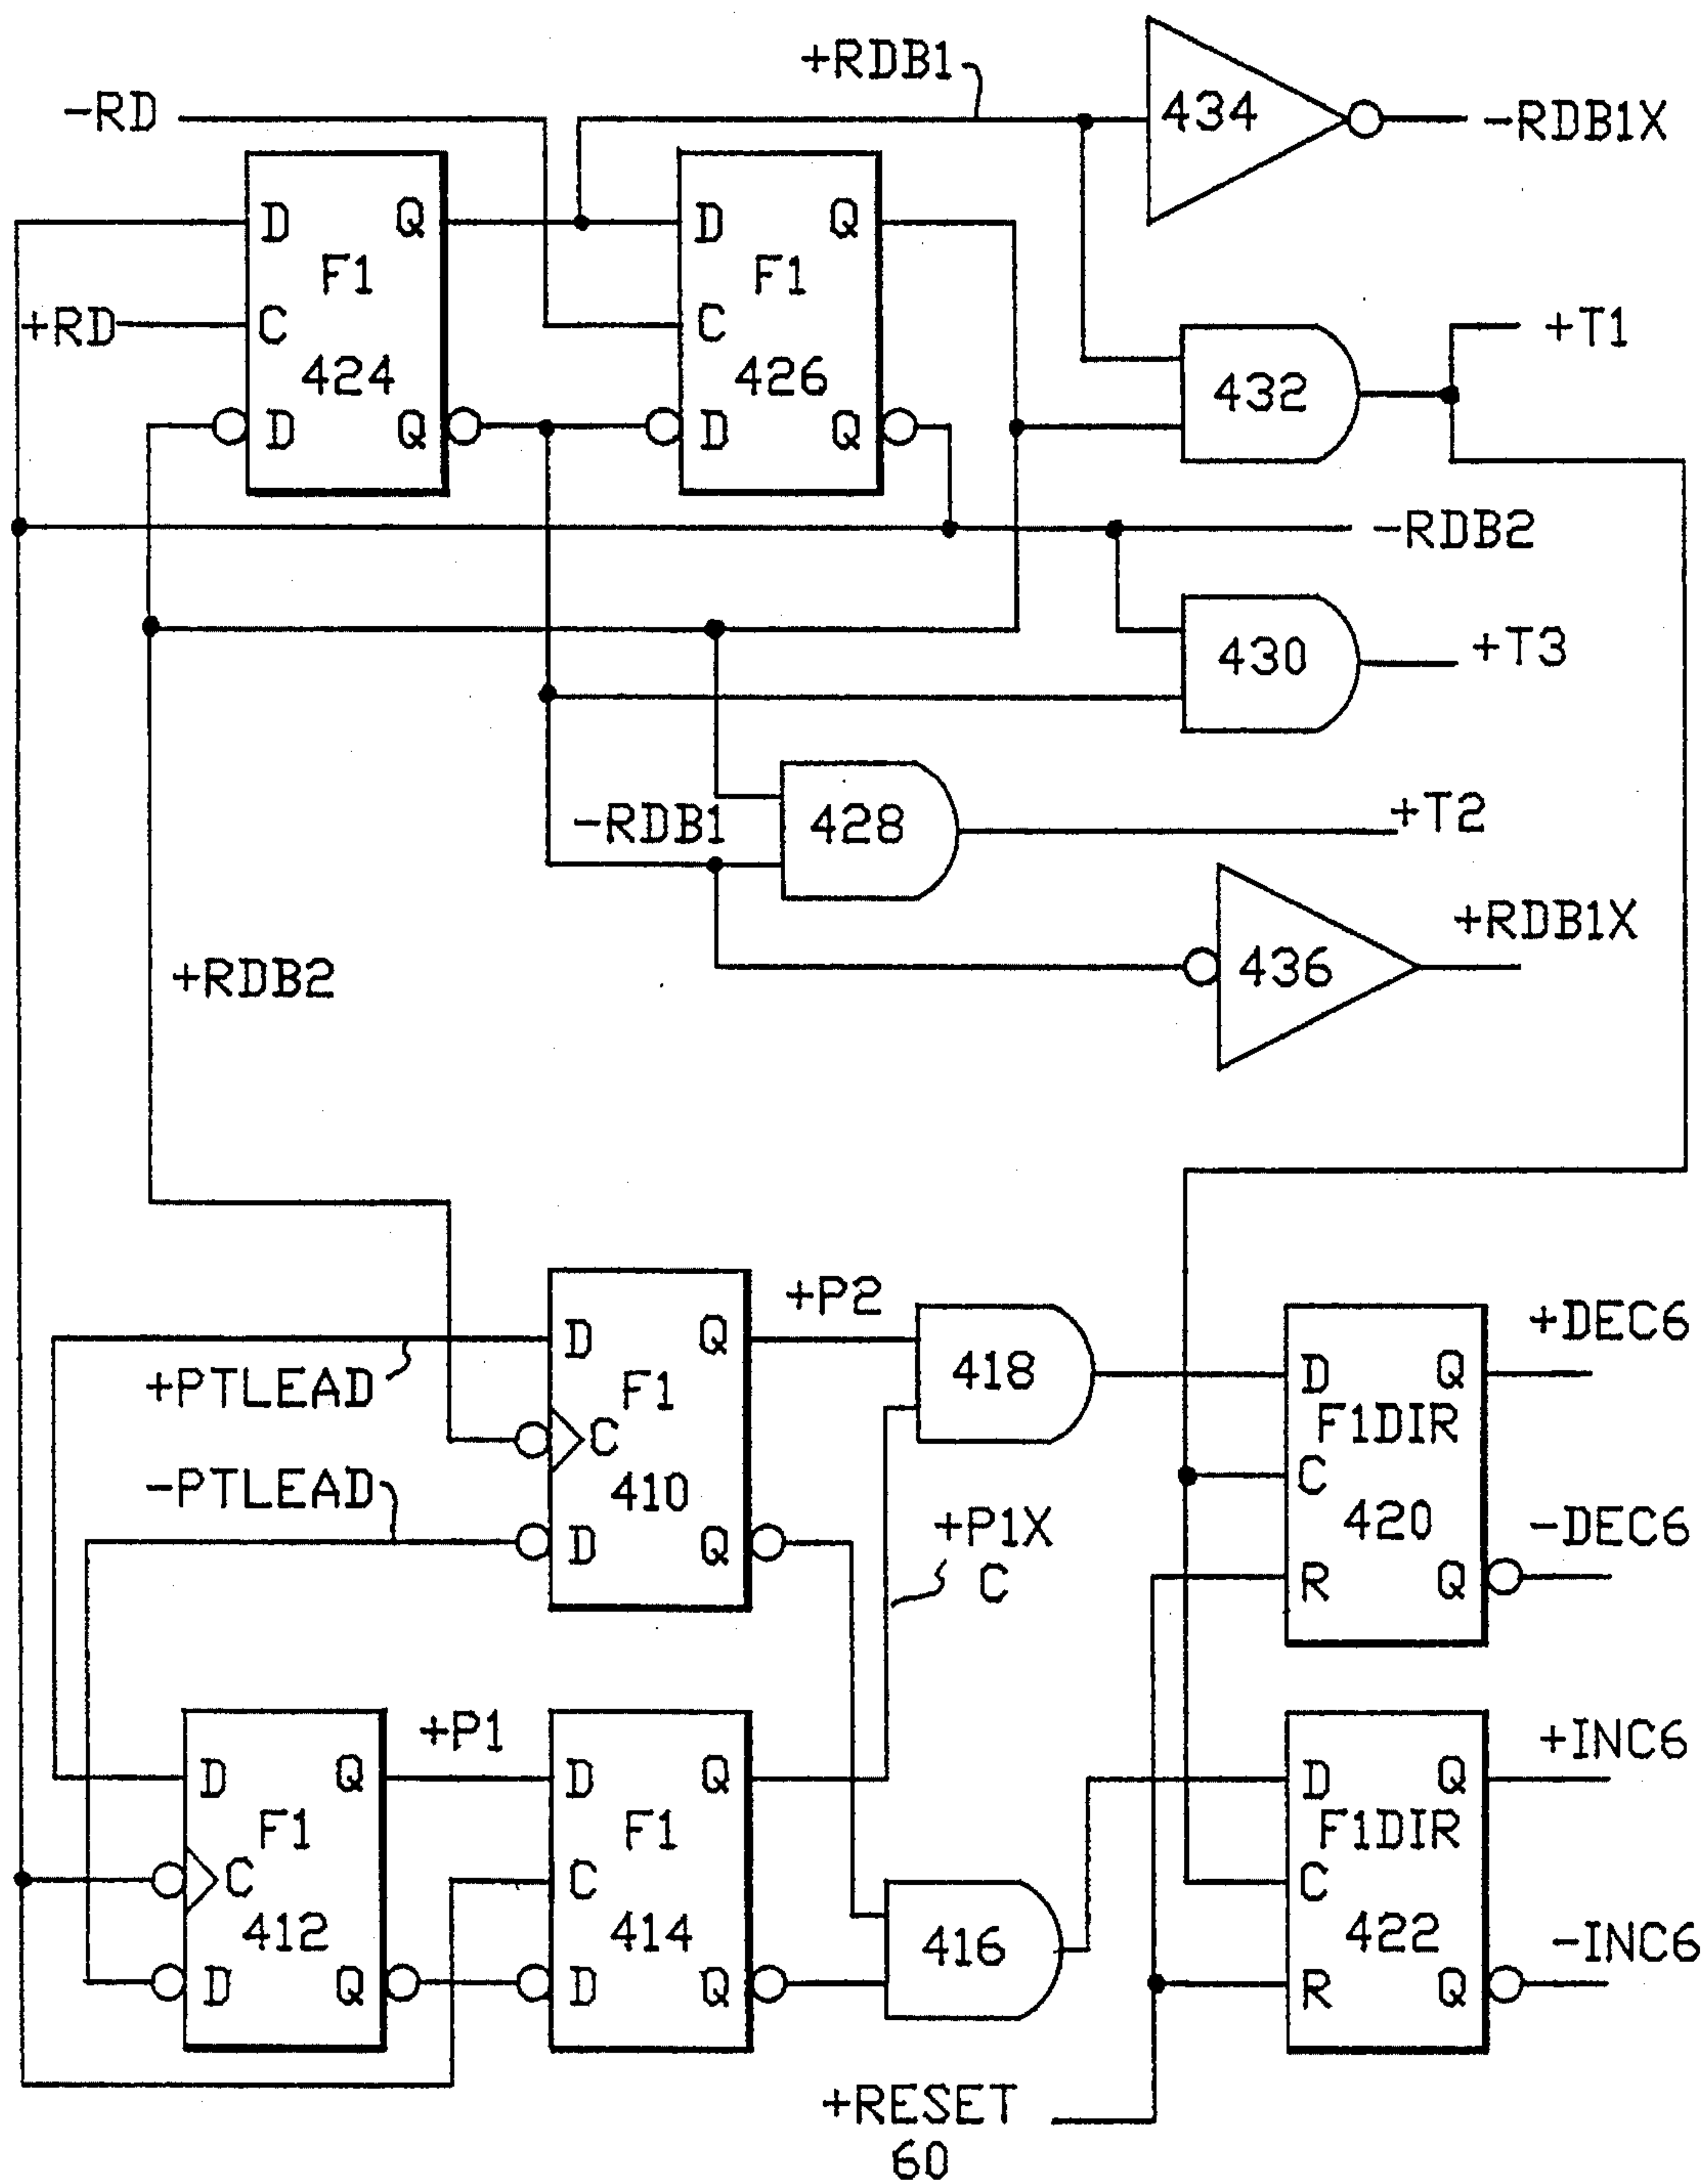 +RDB1
-RD
434
-RDB1X
D Q
D Q
F1
F1
+RD
C
C
+T1
424
426
432
D Q
D Q
-RDB2
430
+T3
-RDB1
428
+T2
+RDB1X
436
+RDB2
+P2
+DEC6
D Q
418
D Q
+PTLEAD
F1
F1DIR
C
C
-PTLEAD
410
420
-DEC6
+P1X
C
D Q
R Q
+P1
+INC6
D Q
D Q
D Q
F1
F1
F1DIR
C
C
C
412
414
416
422
-INC6
D Q
D Q
R Q
+RESET
60